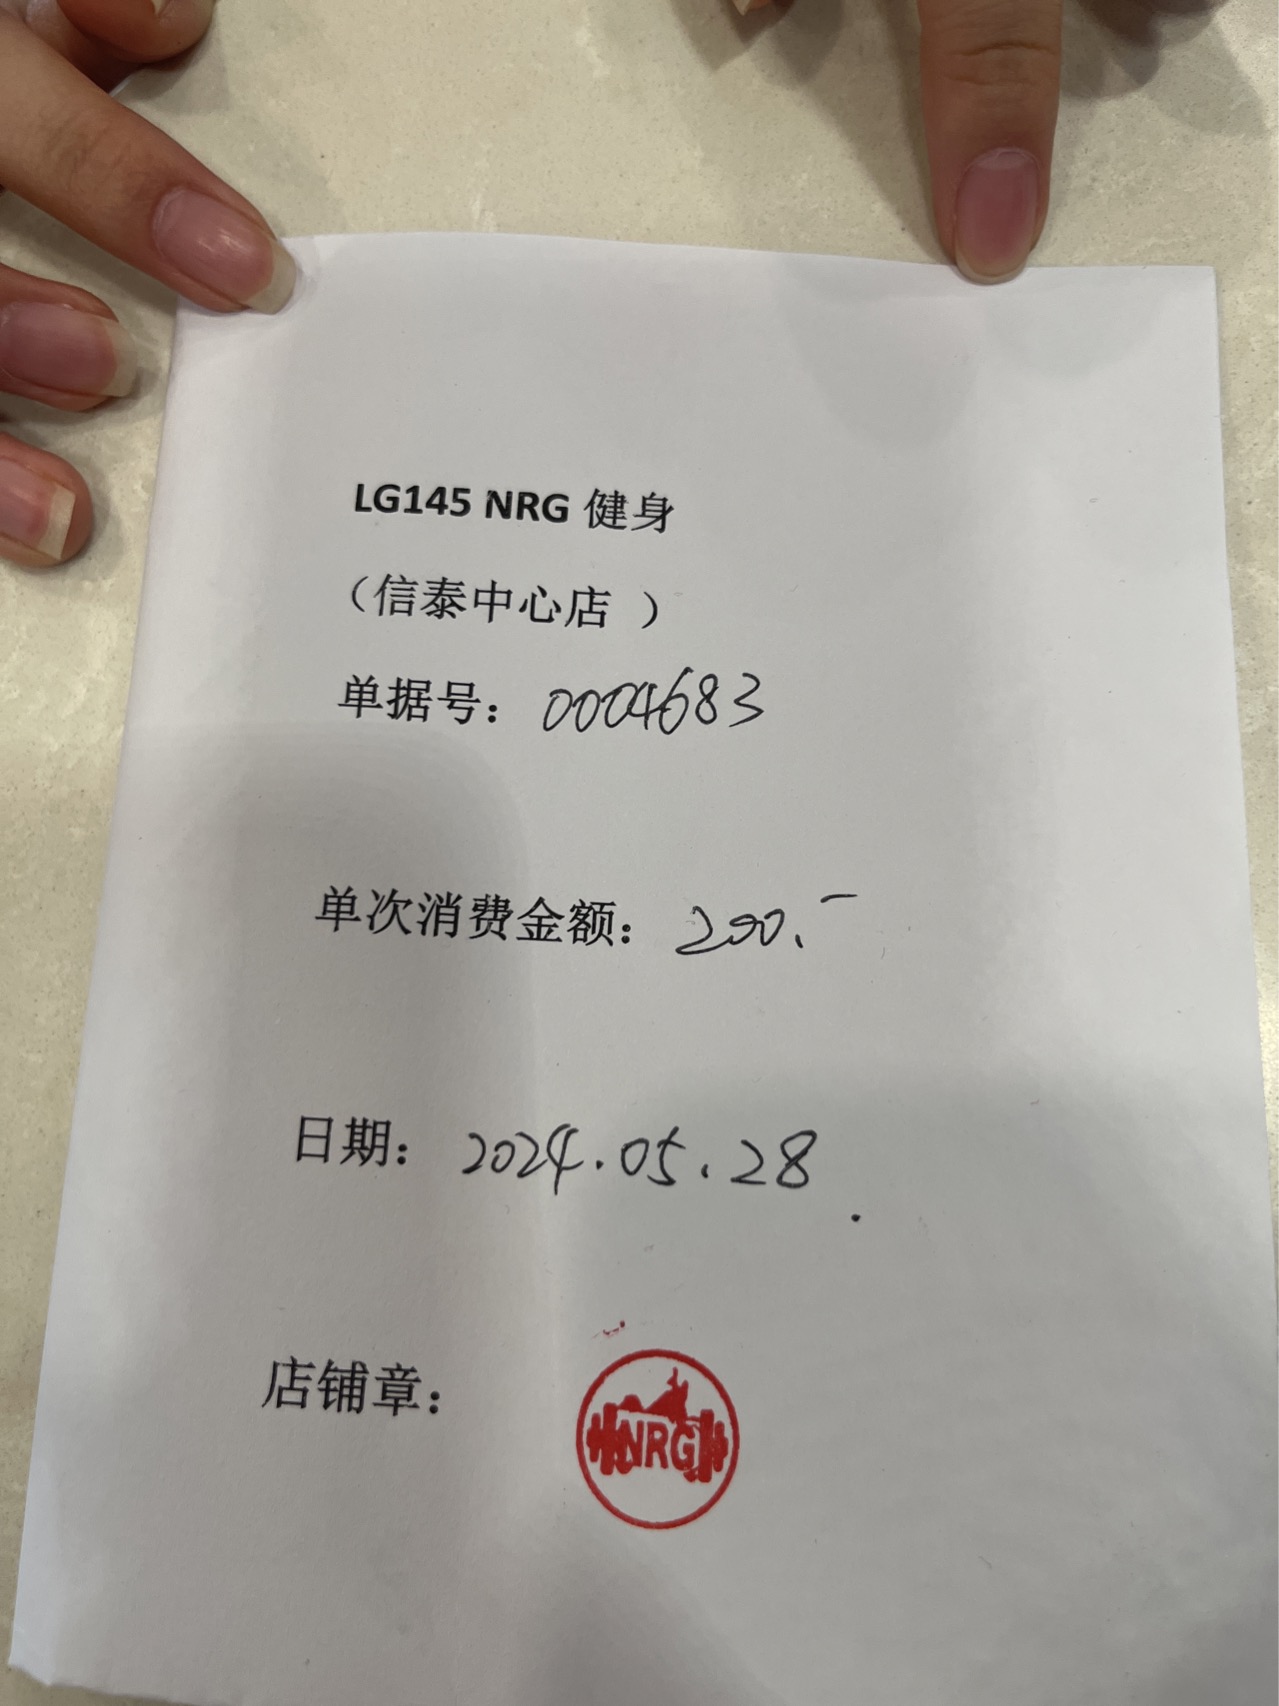 LG145 NRG 健身
（信泰中心店 ）
单据号：0004683
单次消费金额：200.-
日期：2024.05.28
店铺章：
NRG